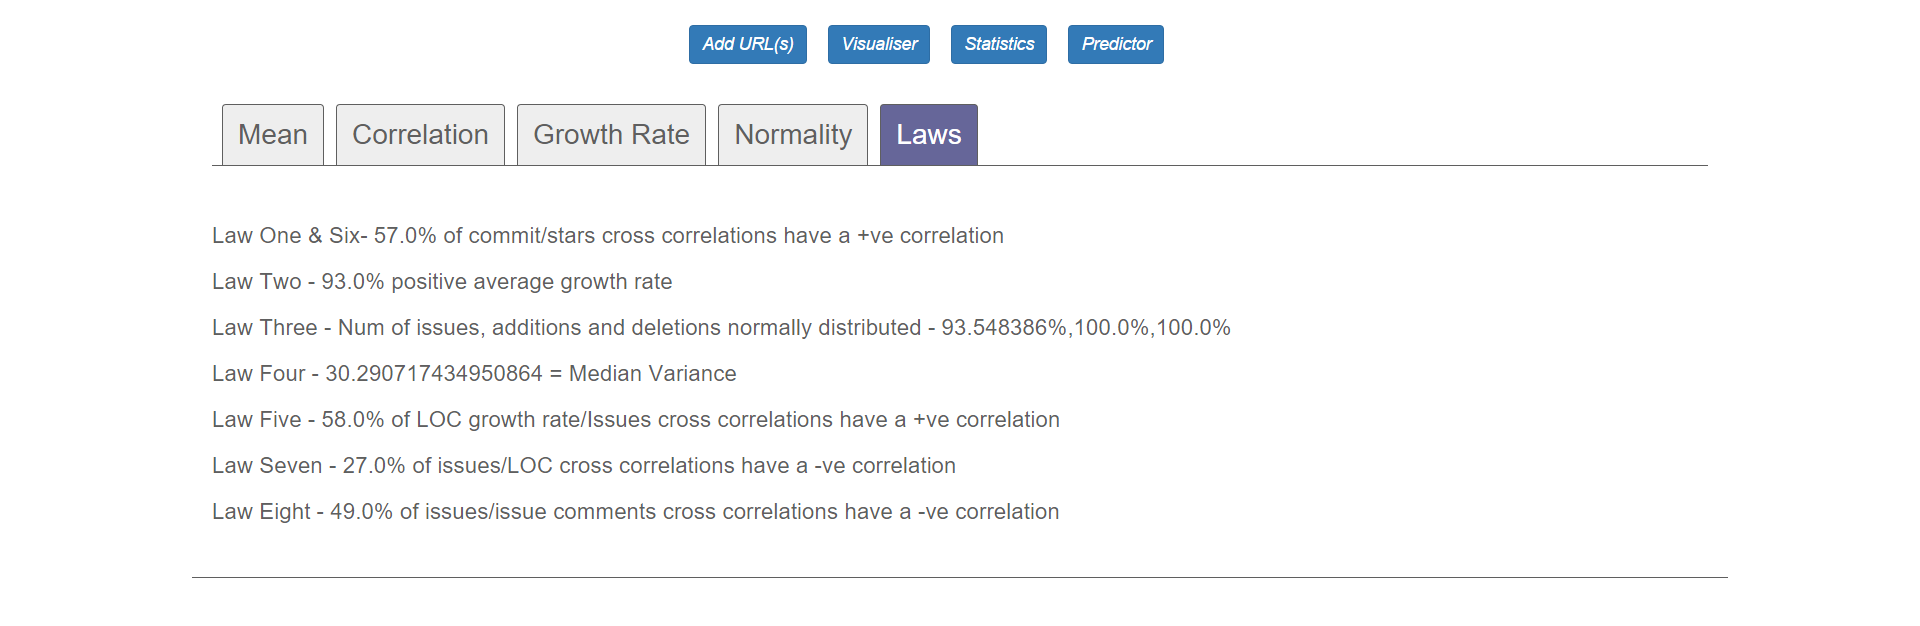 Add URL(s) Visualiser Statistics Predictor
Mean Correlation Growth Rate Normality Laws
Law One & Six- 57.0% of commit/stars cross correlations have a +ve correlation
Law Two - 93.0% positive average growth rate
Law Three - Num of issues, additions and deletions normally distributed - 93.548386%,100.0%,100.0%
Law Four - 30.290717434950864 = Median Variance
Law Five - 58.0% of LOC growth rate/Issues cross correlations have a +ve correlation
Law Seven - 27.0% of issues/LOC cross correlations have a -ve correlation
Law Eight - 49.0% of issues/issue comments cross correlations have a -ve correlation